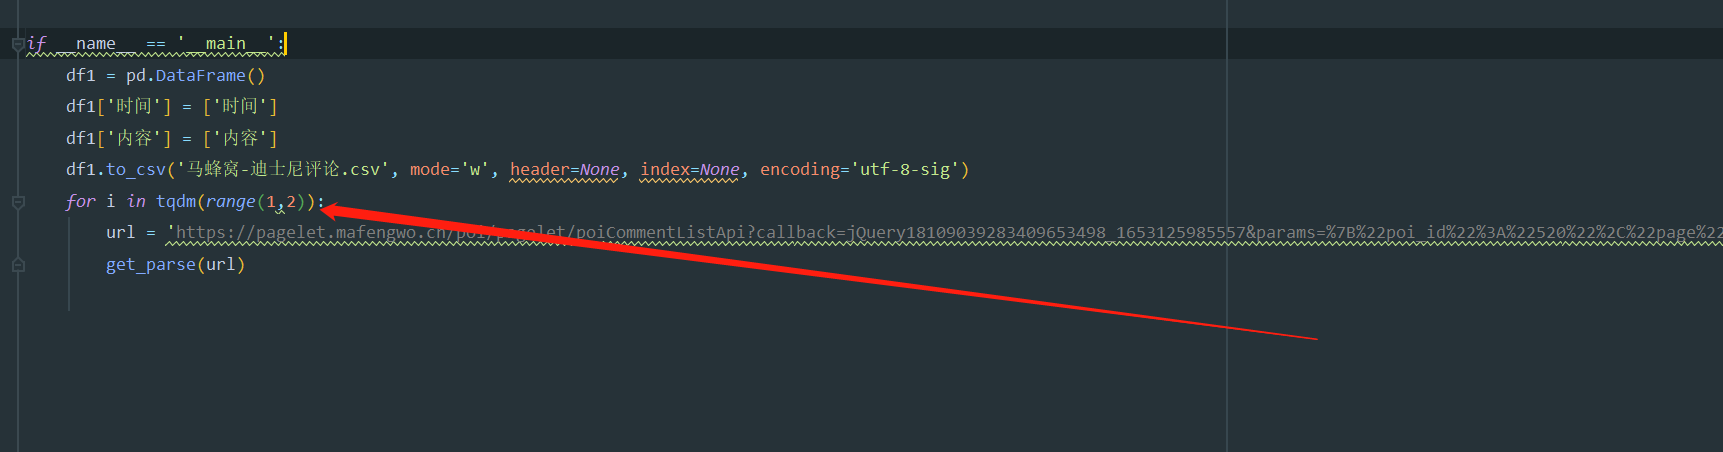 if __name__ == '__main__':
df1 = pd.DataFrame()
df1['时间'] = ['时间']
df1['内容'] = ['内容']
df1.to_csv('马蜂窝-迪士尼评论.csv', mode='w', header=None, index=None, encoding='utf-8-sig')
for i in tqdm(range(1,2)):
url = 'https://pagelet.mafengwo.cn/poi/pagelet/poiCommentListApi?callback=jQuery18109039283409653498_1653125985557&params=%7B%22poi_id%22%3A%22520%22%2C%22page%22
get_parse(url)